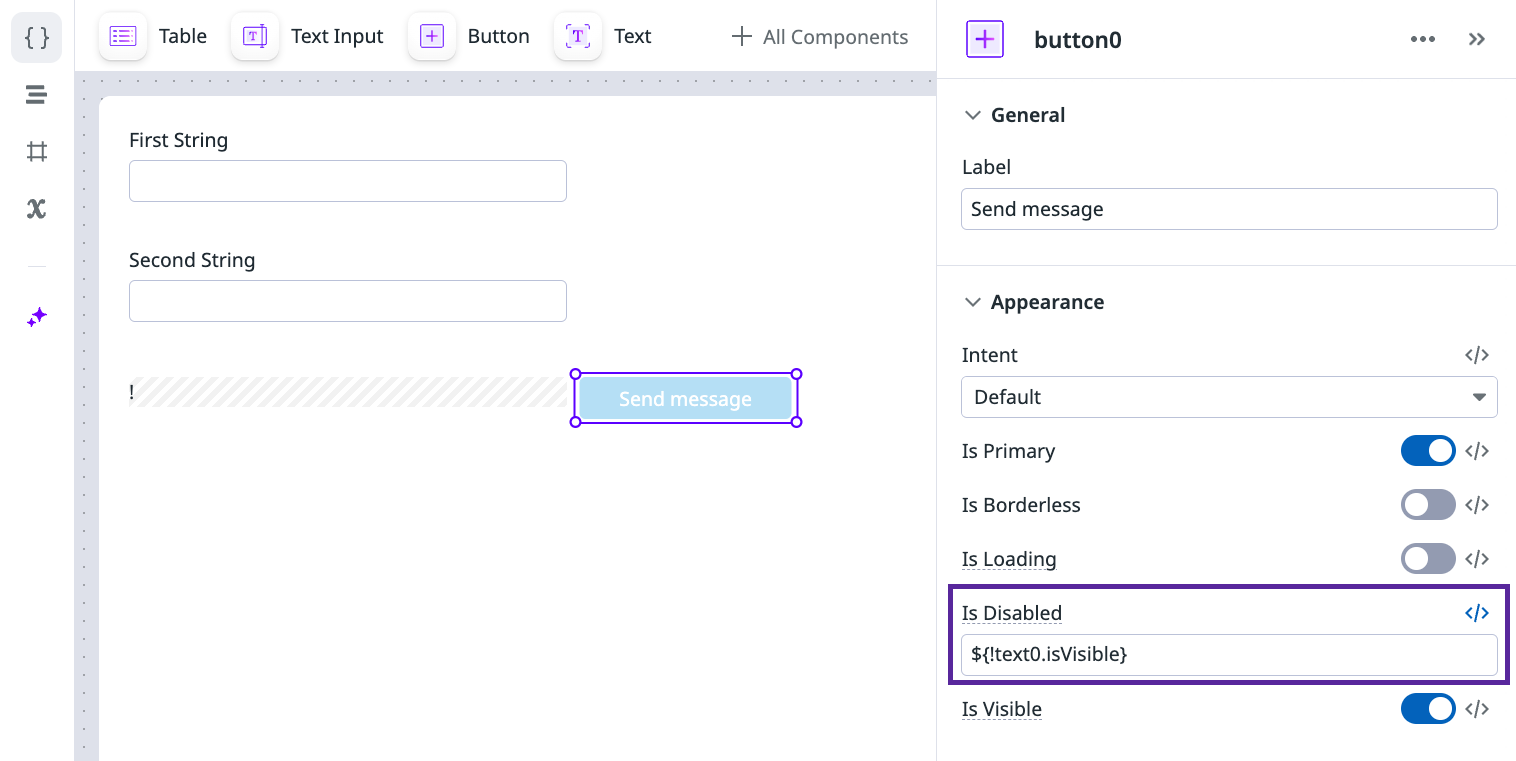 { } Table Text Input Button Text + All Components
button0
General
Label
Send message
First String
Second String
! Send message
Appearance
Intent </>
Default
Is Primary </>
Is Borderless </>
Is Loading </>
Is Disabled </>
${!text0.isVisible}
Is Visible </>